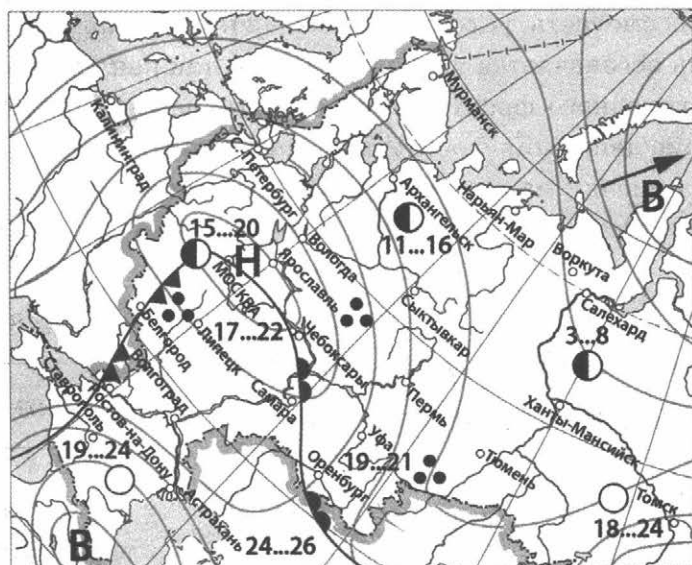 Мурманск
Калининград
С.-Петербург
Архангельск
Нарьян-Мар
В
15...20
11...16
Воркута
Н
Вологда
Ярославль
МОСКВА
Салехард
Сыктывкар
17...22
3...8
Белгород
Липецк
Чебоксары
Волгоград
Самара
Пермь
Ханты-Мансийск
Ставрополь
Ростов-на-Дону
Уфа
19...24
19...21
Тюмень
Оренбург
Томск
Астрахань
18...24
В
24...26